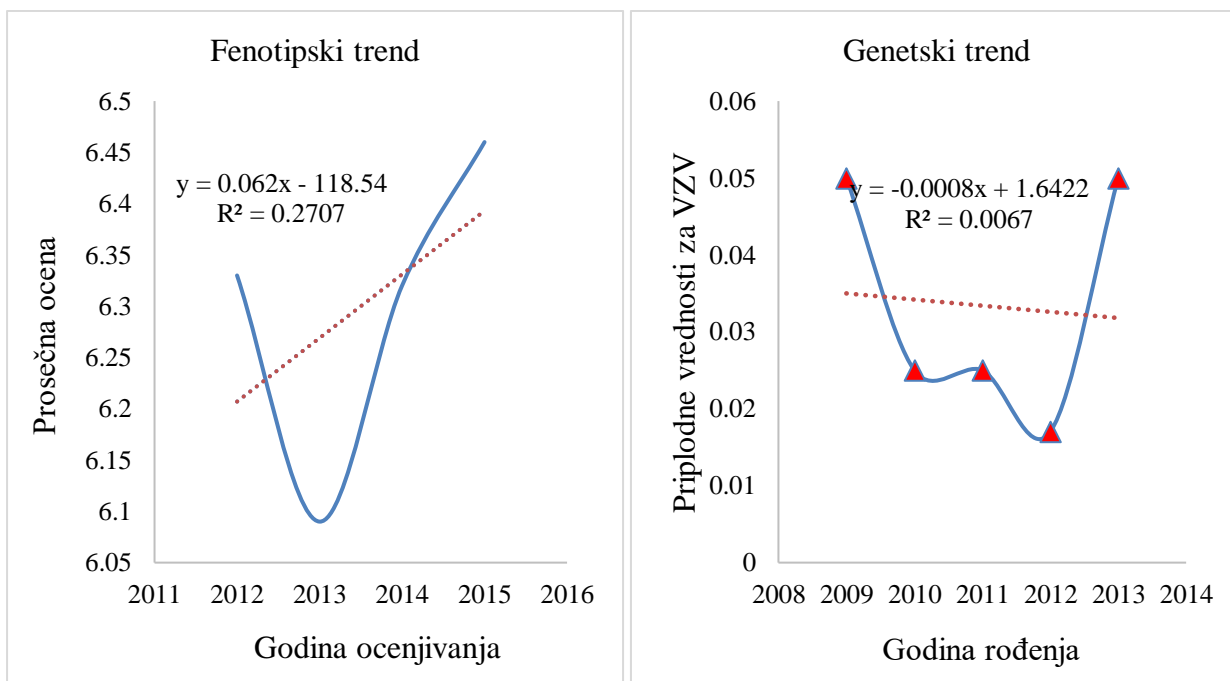 Fenotipski trend
6.5
6.45
6.4
6.35
6.3
6.25
6.2
6.15
6.1
6.05
y = 0.062x - 118.54
R² = 0.2707
Prosečna ocena
2011 2012 2013 2014 2015 2016
Godina ocenjivanja
Genetski trend
0.06
0.05
0.04
0.03
0.02
0.01
0
y = -0.0008x + 1.6422
R² = 0.0067
Priplodne vrednosti za VZV
2008 2009 2010 2011 2012 2013 2014
Godina rođenja